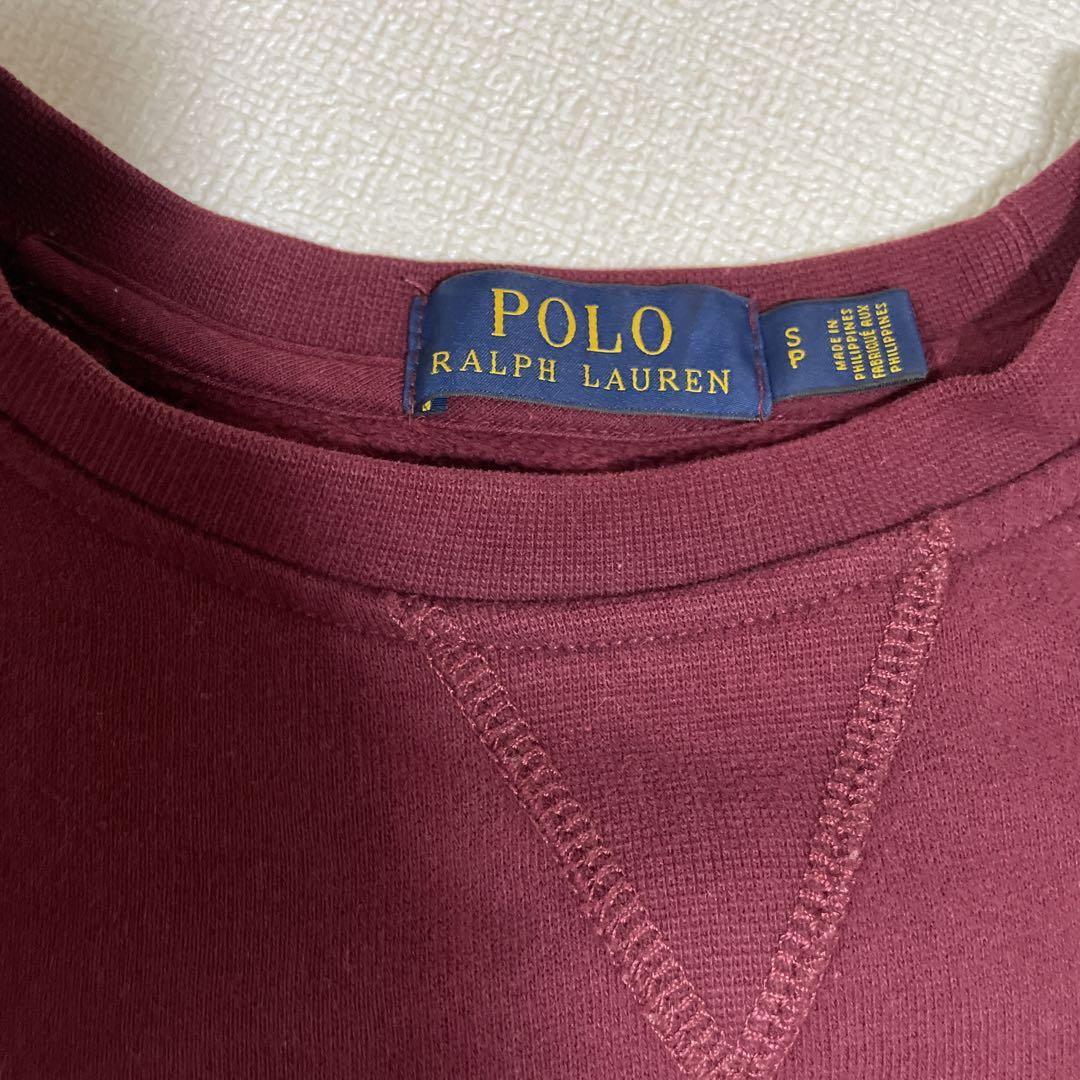 POLO
RALPH LAUREN
S
P
MADE IN
PHILIPPINES
FABRIQUÉ AUX
PHILIPPINES